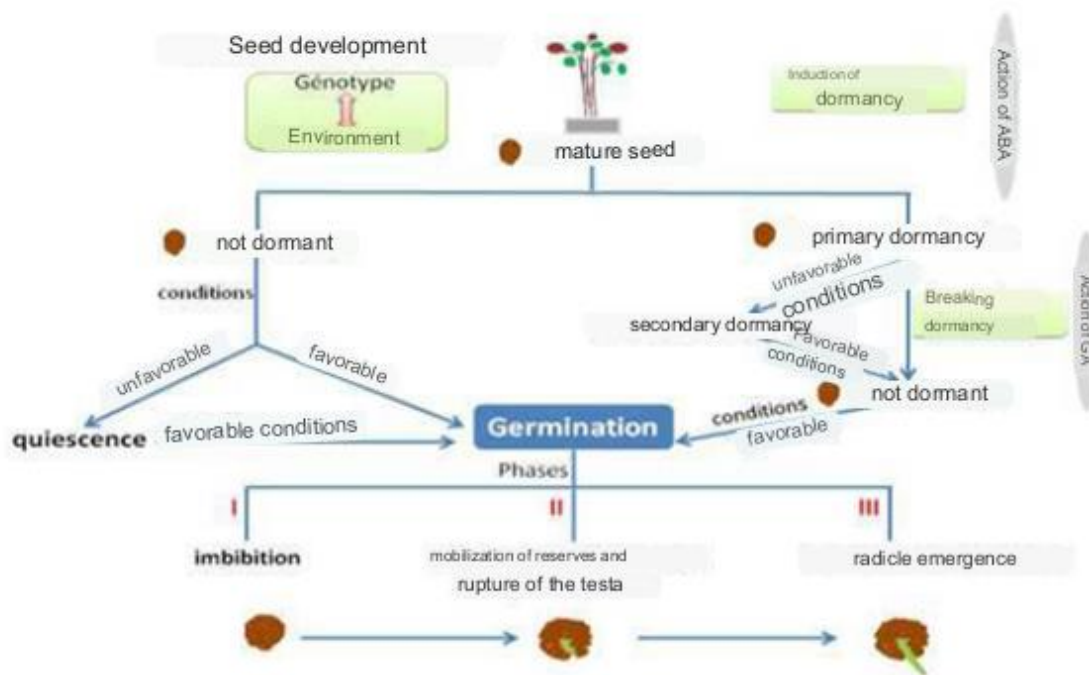 Seed development
Génotype
Environment
Induction of
dormancy
Action of ABA
mature seed
not dormant
primary dormancy
conditions
unfavorable
conditions
Breaking
dormancy
secondary dormancy
Favorable
conditions
unfavorable
favorable
not dormant
conditions
favorable
quiescence
favorable conditions
Germination
Phases
I
II
III
imbibition
mobilization of reserves and
rupture of the testa
radicle emergence